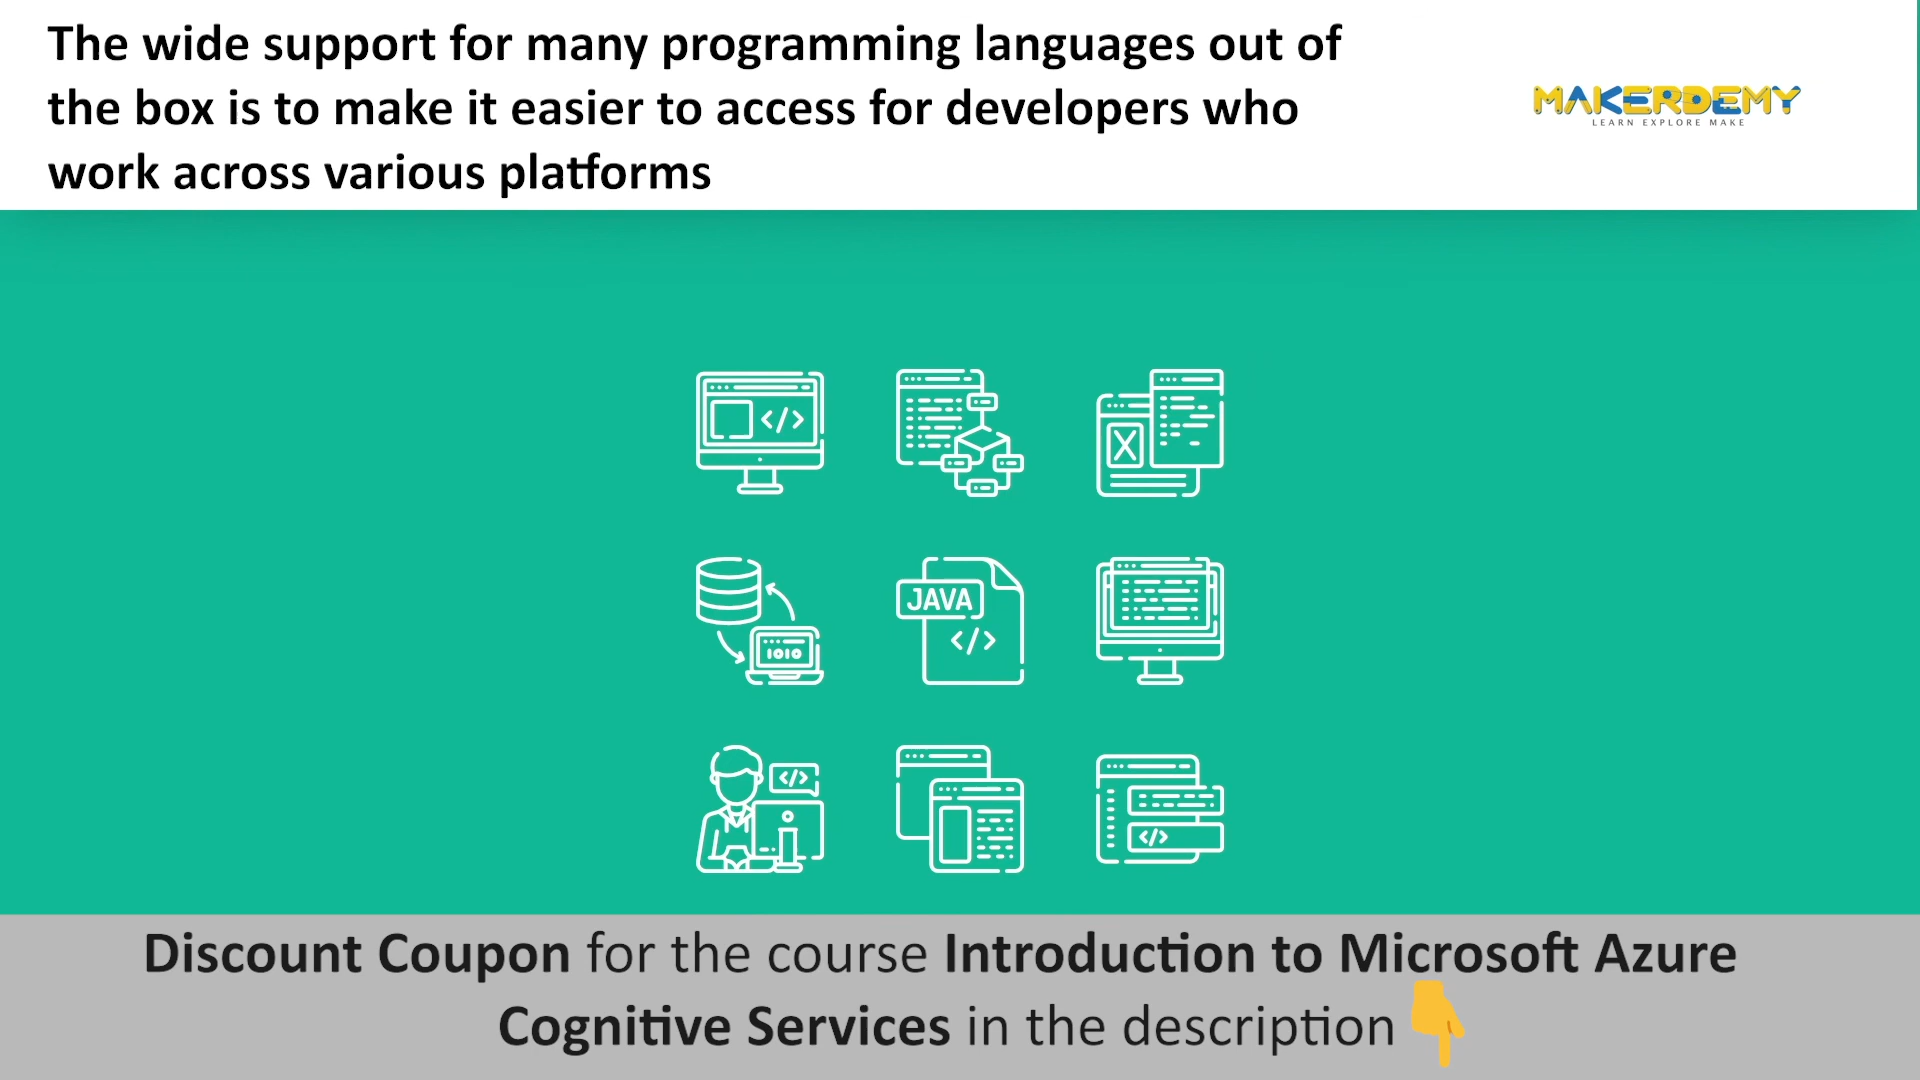 The wide support for many programming languages out of
the box is to make it easier to access for developers who
work across various platforms
MAKERDEMY
LEARN EXPLORE MAKE
</>
X
1010
JAVA
</>
</>
</>
Discount Coupon for the course Introduction to Microsoft Azure
Cognitive Services in the description